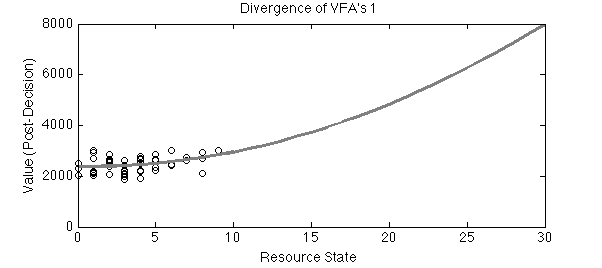 Divergence of VFA's 1
8000
6000
4000
2000
0
Value (Post-Decision)
0 5 10 15 20 25 30
Resource State